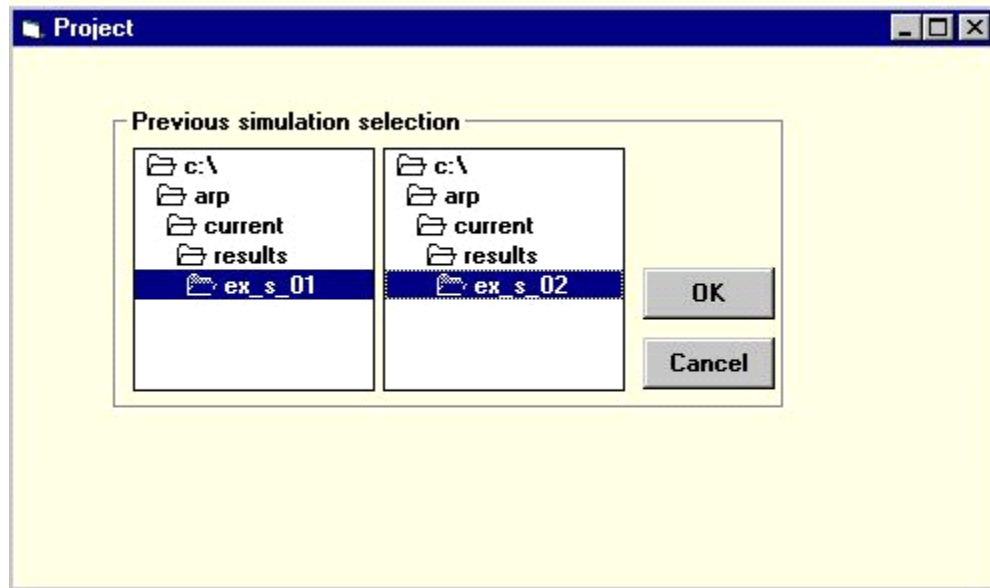 Project
Previous simulation selection
c:\
arp
current
results
ex_s_01
c:\
arp
current
results
ex_s_02
OK
Cancel